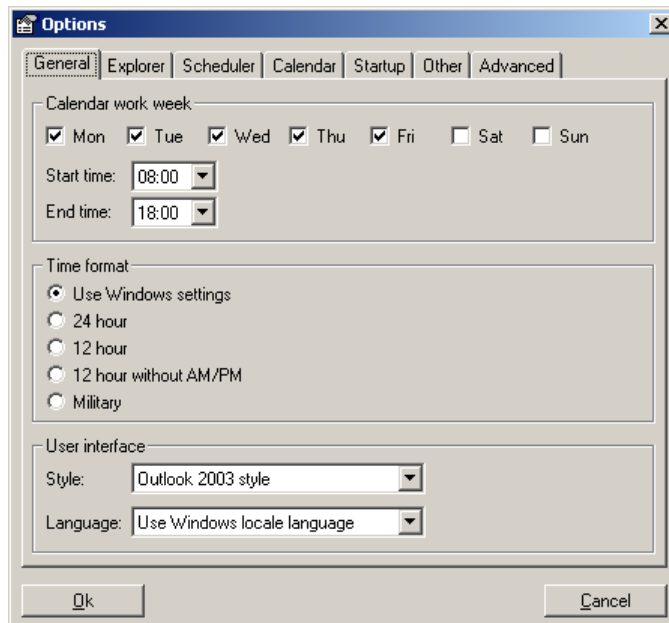 Options
General Explorer Scheduler Calendar Startup Other Advanced
Calendar work week
Mon Tue Wed Thu Fri Sat Sun
Start time: 08:00
End time: 18:00
Time format
Use Windows settings
24 hour
12 hour
12 hour without AM/PM
Military
User interface
Style: Outlook 2003 style
Language: Use Windows locale language
Ok Cancel